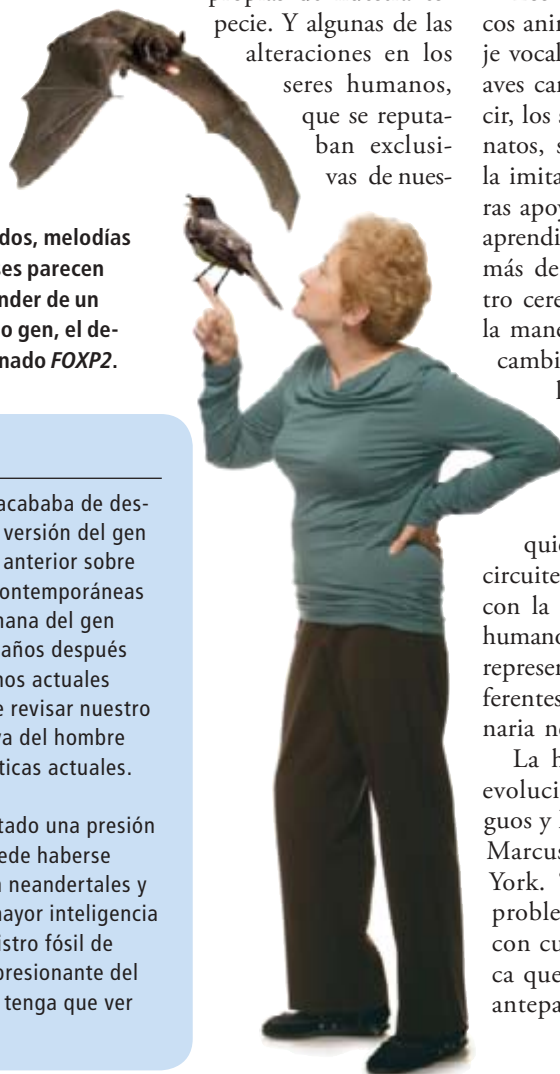 pecie. Y algunas de las
alteraciones en los
seres humanos,
que se reputa-
ban exclusi-
vas de nues-
dos, melodías
ses parecen
nder de un
o gen, el de-
nado FOXP2.
acababa de des-
versión del gen
anterior sobre
contemporáneas
mana del gen
años después
nos actuales
e revisar nuestro
va del hombre
ticas actuales.
tado una presión
ede haberse
neandertales y
mayor inteligencia
istro fósil de
presionante del
tenga que ver
cos anim
je vocal
aves can
cir, los
natos, s
la imita
ras apoy
aprendi
más de
tro cere
la mane
cambi
quie
circuite
con la
humano
represen
ferentes
naria n
La h
evoluci
guos y
Marcus
York.
proble
con cu
ca que
antepa